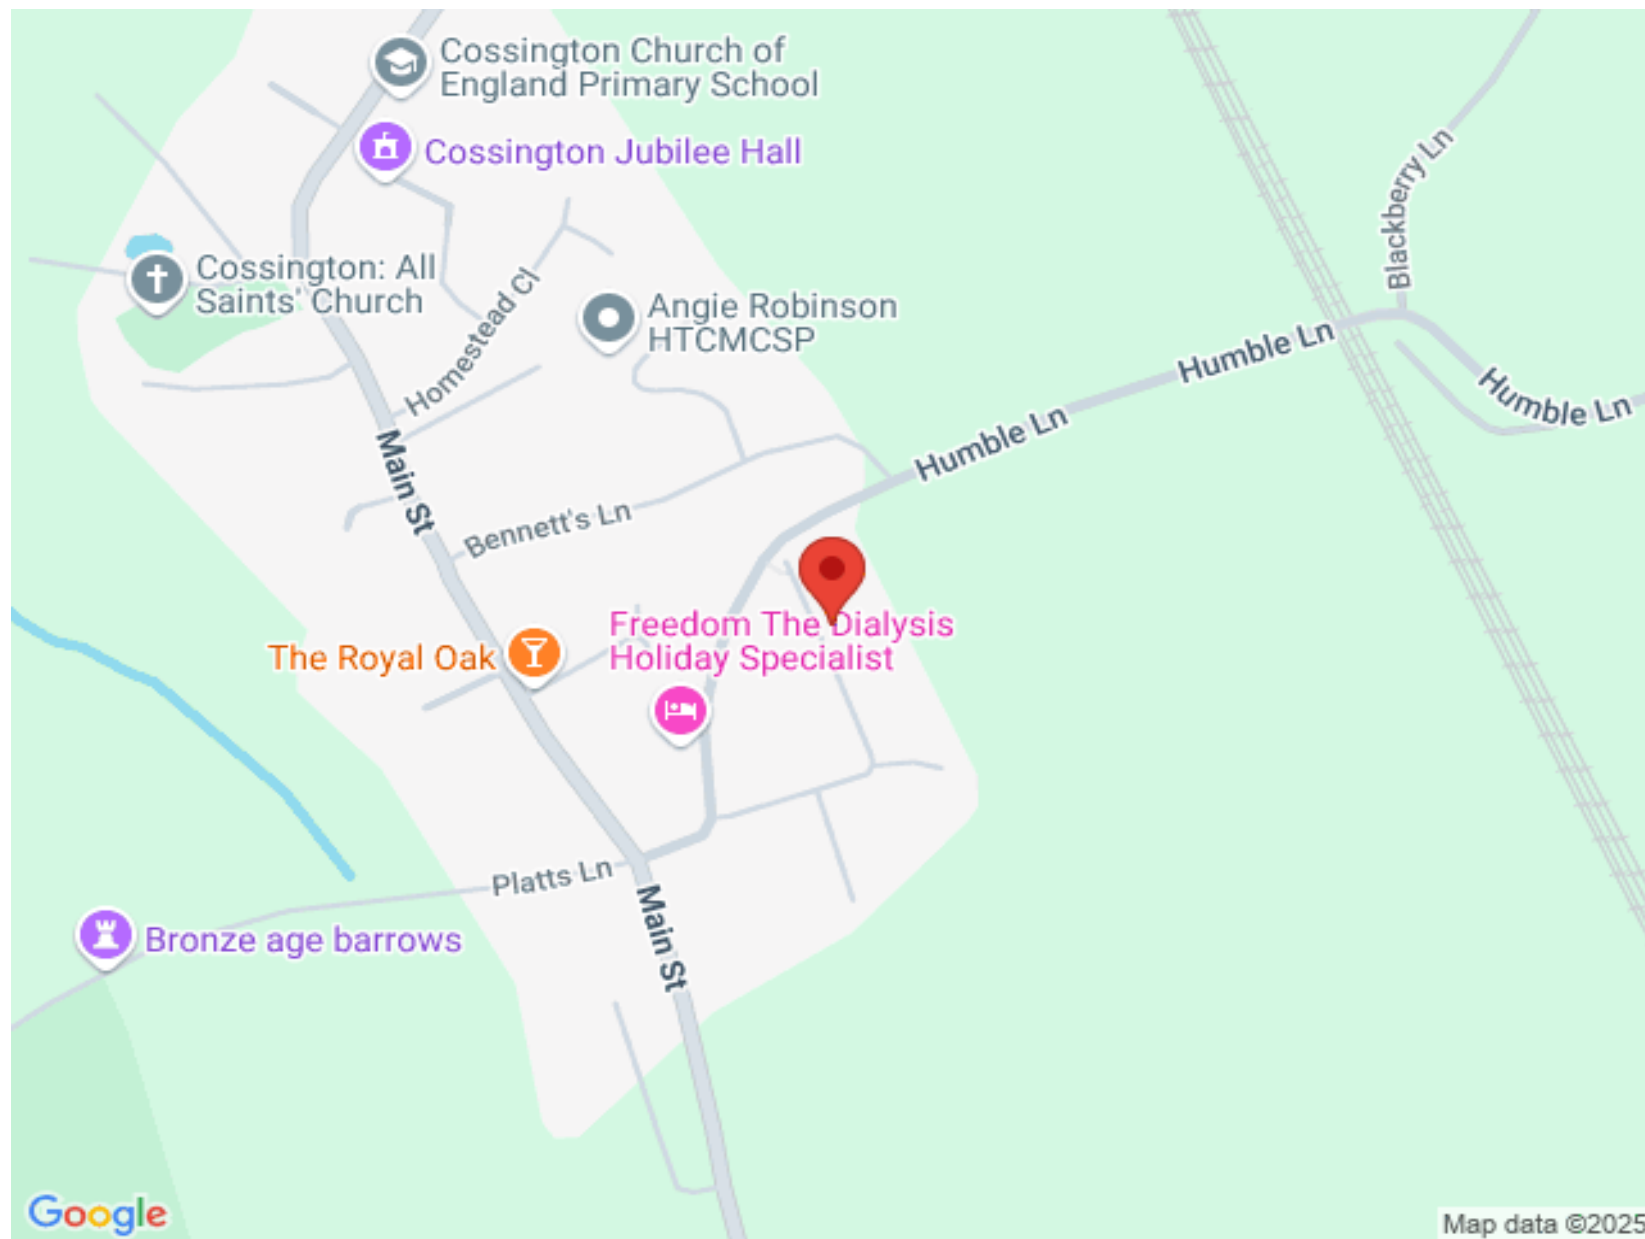 Cossington Church of
England Primary School
Cossington Jubilee Hall
Blackberry Ln
Cossington: All
Saints' Church
Homestead Cl
Angie Robinson
HTCMCSP
Humble Ln
Humble Ln
Humble Ln
Main St
Bennett's Ln
Freedom The Dialysis
Holiday Specialist
The Royal Oak
Platts Ln
Main St
Bronze age barrows
Google
Map data ©2025